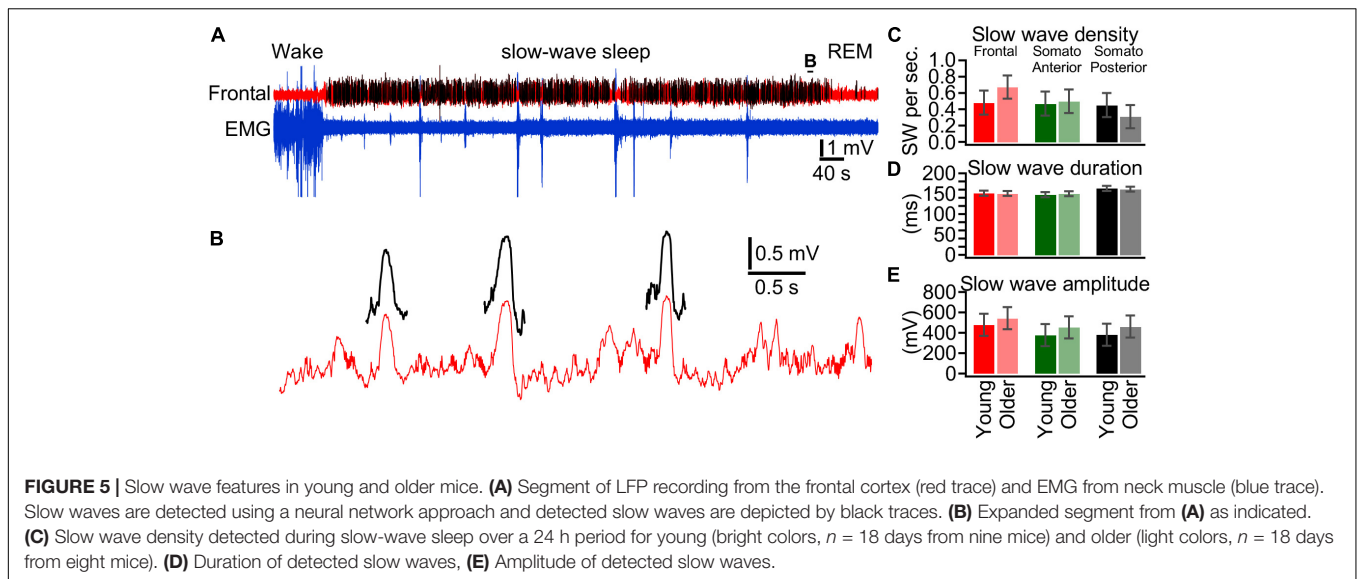 A
Wake slow-wave sleep REM
B
Frontal
EMG
1 mV
40 s
B
0.5 mV
0.5 s
C
Slow wave density
Frontal Somato Anterior Somato Posterior
SW per sec.
1.0
0.8
0.6
0.4
0.2
0.0
D
Slow wave duration
(ms)
200
150
100
50
0
E
Slow wave amplitude
(mV)
800
600
400
200
0
Young Older Young Older Young Older
FIGURE 5 | Slow wave features in young and older mice. (A) Segment of LFP recording from the frontal cortex (red trace) and EMG from neck muscle (blue trace).
Slow waves are detected using a neural network approach and detected slow waves are depicted by black traces. (B) Expanded segment from (A) as indicated.
(C) Slow wave density detected during slow-wave sleep over a 24 h period for young (bright colors, n = 18 days from nine mice) and older (light colors, n = 18 days
from eight mice). (D) Duration of detected slow waves, (E) Amplitude of detected slow waves.